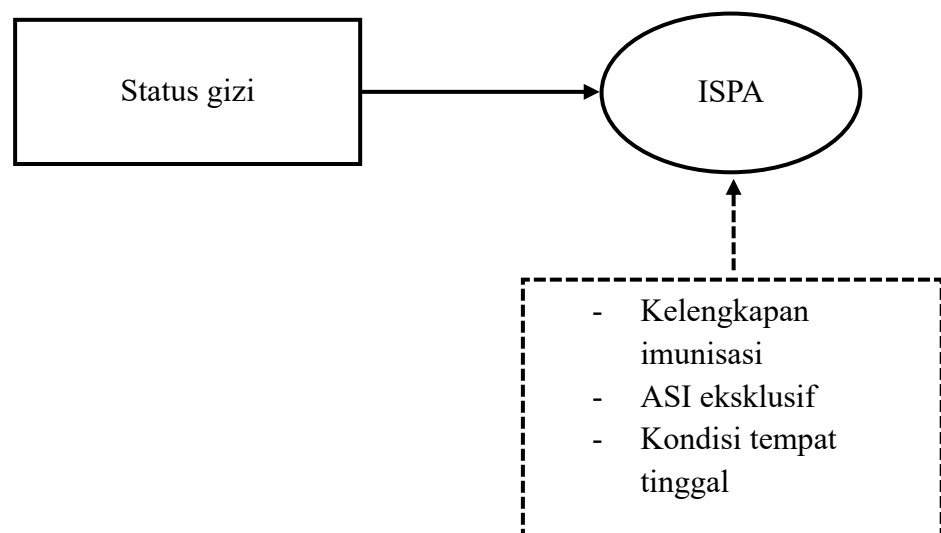 Status gizi
ISPA
- Kelengkapan
imunisasi
- ASI eksklusif
- Kondisi tempat
tinggal